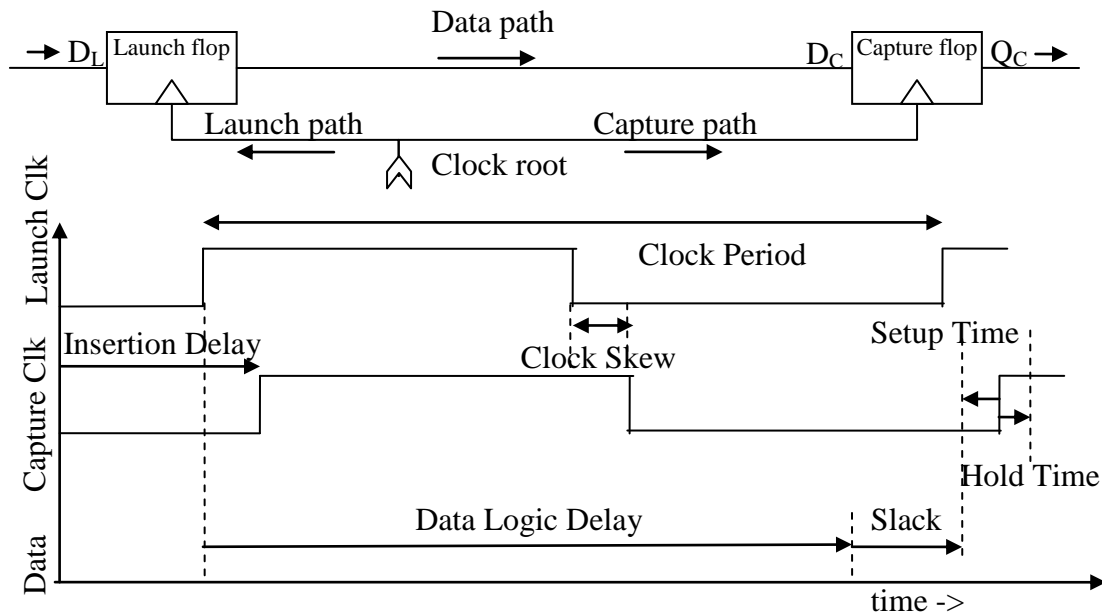 Data path
D_L
Launch flop
D_C
Capture flop
Q_C
Launch path
Capture path
Clock root
Launch Clk
Clock Period
Insertion Delay
Clock Skew
Setup Time
Capture Clk
Hold Time
Data Logic Delay
Slack
Data
time ->